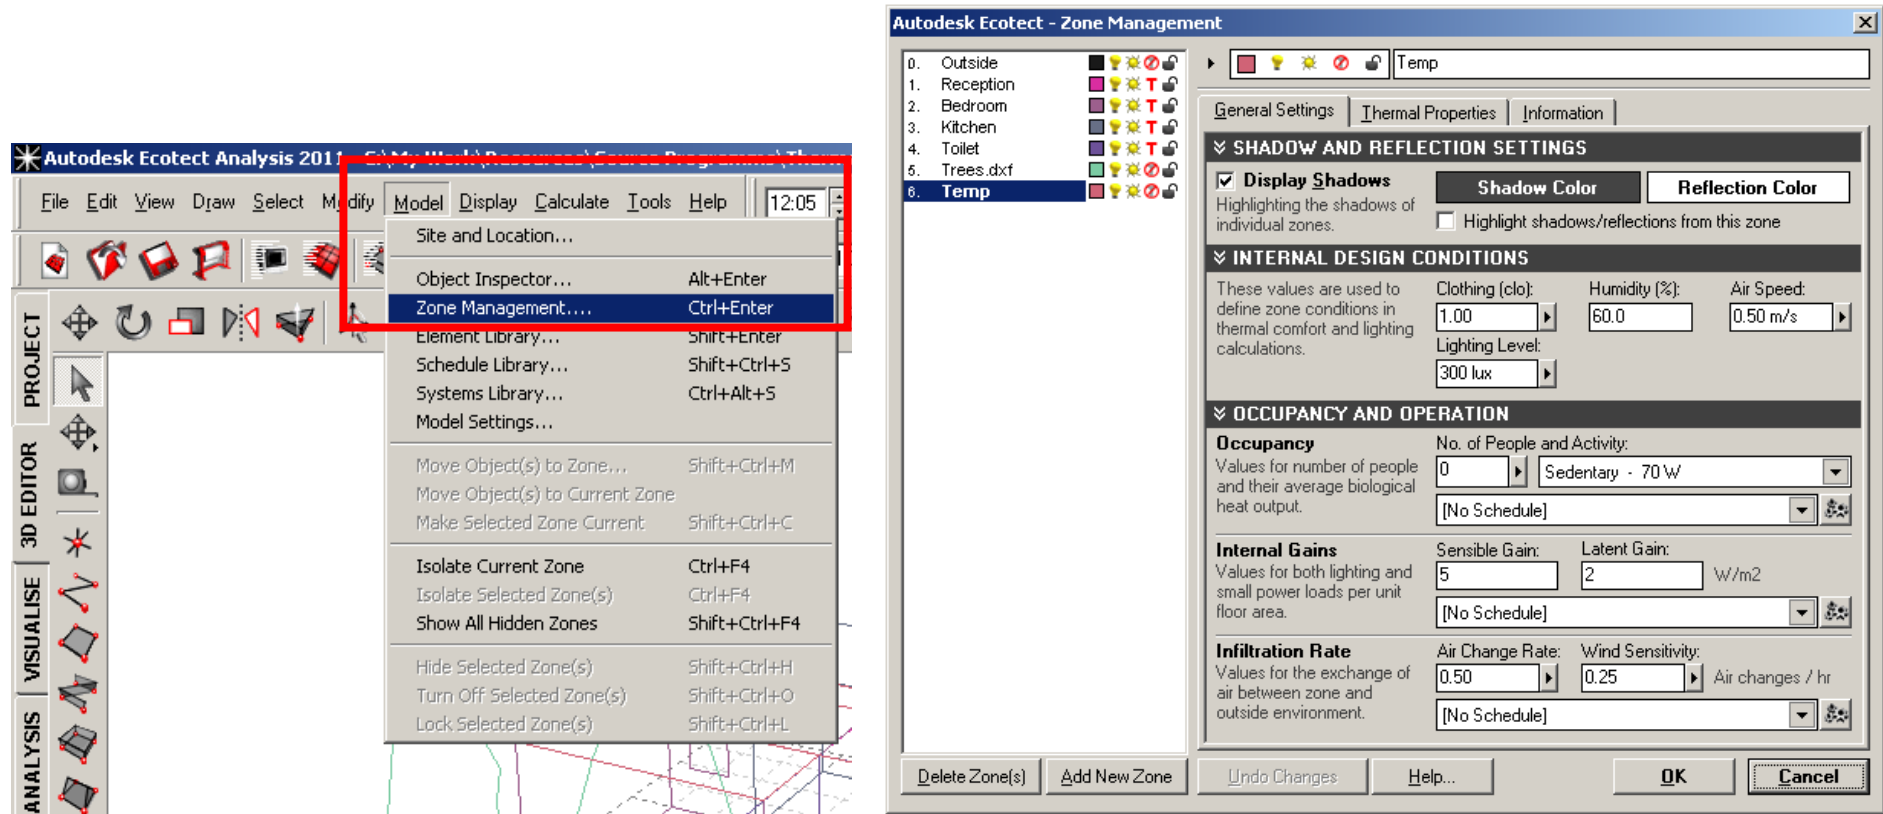 Autodesk Ecotect Analysis 2011 - C:\My Work\Resources\Course Programme\Therm
File Edit View Draw Select Modify Model Display Calculate Tools Help 12:05
Site and Location...
Object Inspector... Alt+Enter
Zone Management.... Ctrl+Enter
Element Library... Shift+Enter
Schedule Library... Shift+Ctrl+S
Systems Library... Ctrl+Alt+S
Model Settings...
Move Object(s) to Zone... Shift+Ctrl+M
Move Object(s) to Current Zone
Make Selected Zone Current Shift+Ctrl+C
Isolate Current Zone Ctrl+F4
Isolate Selected Zone(s) Ctrl+F4
Show All Hidden Zones Shift+Ctrl+F4
Hide Selected Zone(s) Shift+Ctrl+H
Turn Off Selected Zone(s) Shift+Ctrl+O
Lock Selected Zone(s) Shift+Ctrl+L
PROJECT
3D EDITOR
VISUALISE
ANALYSIS
Autodesk Ecotect - Zone Management
0. Outside
1. Reception T
2. Bedroom T
3. Kitchen T
4. Toilet T
5. Trees.dxf
6. Temp
Delete Zone(s) Add New Zone
Temp
General Settings Thermal Properties Information
SHADOW AND REFLECTION SETTINGS
Display Shadows Shadow Color Reflection Color
Highlighting the shadows of
individual zones.
Highlight shadows/reflections from this zone
INTERNAL DESIGN CONDITIONS
These values are used to
define zone conditions in
thermal comfort and lighting
calculations.
Clothing (clo): Humidity (%): Air Speed:
1.00 60.0 0.50 m/s
Lighting Level:
300 lux
OCCUPANCY AND OPERATION
Occupancy
Values for number of people
and their average biological
heat output.
No. of People and Activity:
0 Sedentary - 70 W
[No Schedule]
Internal Gains
Values for both lighting and
small power loads per unit
floor area.
Sensible Gain: Latent Gain:
5 2 W/m2
[No Schedule]
Infiltration Rate
Values for the exchange of
air between zone and
outside environment.
Air Change Rate: Wind Sensitivity:
0.50 0.25 Air changes / hr
[No Schedule]
Undo Changes Help... OK Cancel